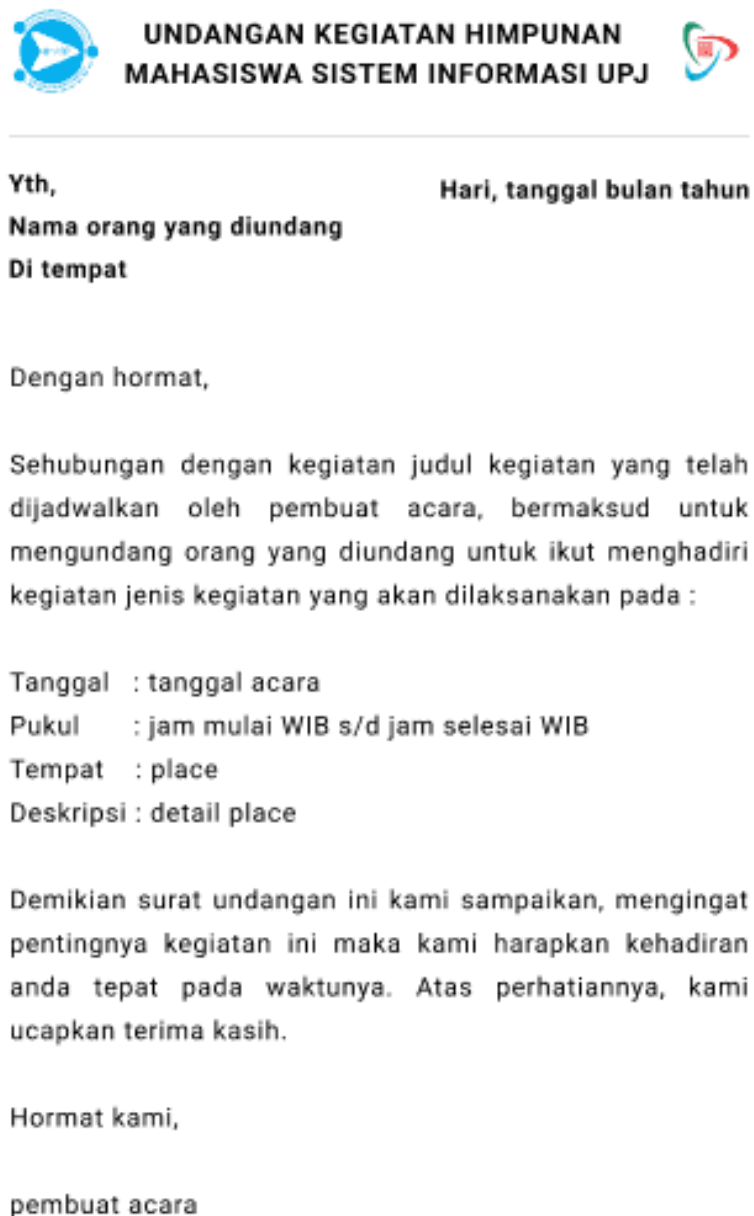 UNDANGAN KEGIATAN HIMPUNAN
MAHASISWA SISTEM INFORMASI UPJ
Yth,
Hari, tanggal bulan tahun
Nama orang yang diundang
Di tempat
Dengan hormat,
Sehubungan dengan kegiatan judul kegiatan yang telah
dijadwalkan oleh pembuat acara, bermaksud untuk
mengundang orang yang diundang untuk ikut menghadiri
kegiatan jenis kegiatan yang akan dilaksanakan pada :
Tanggal : tanggal acara
Pukul : jam mulai WIB s/d jam selesai WIB
Tempat : place
Deskripsi : detail place
Demikian surat undangan ini kami sampaikan, mengingat
pentingnya kegiatan ini maka kami harapkan kehadiran
anda tepat pada waktunya. Atas perhatiannya, kami
ucapkan terima kasih.
Hormat kami,
pembuat acara